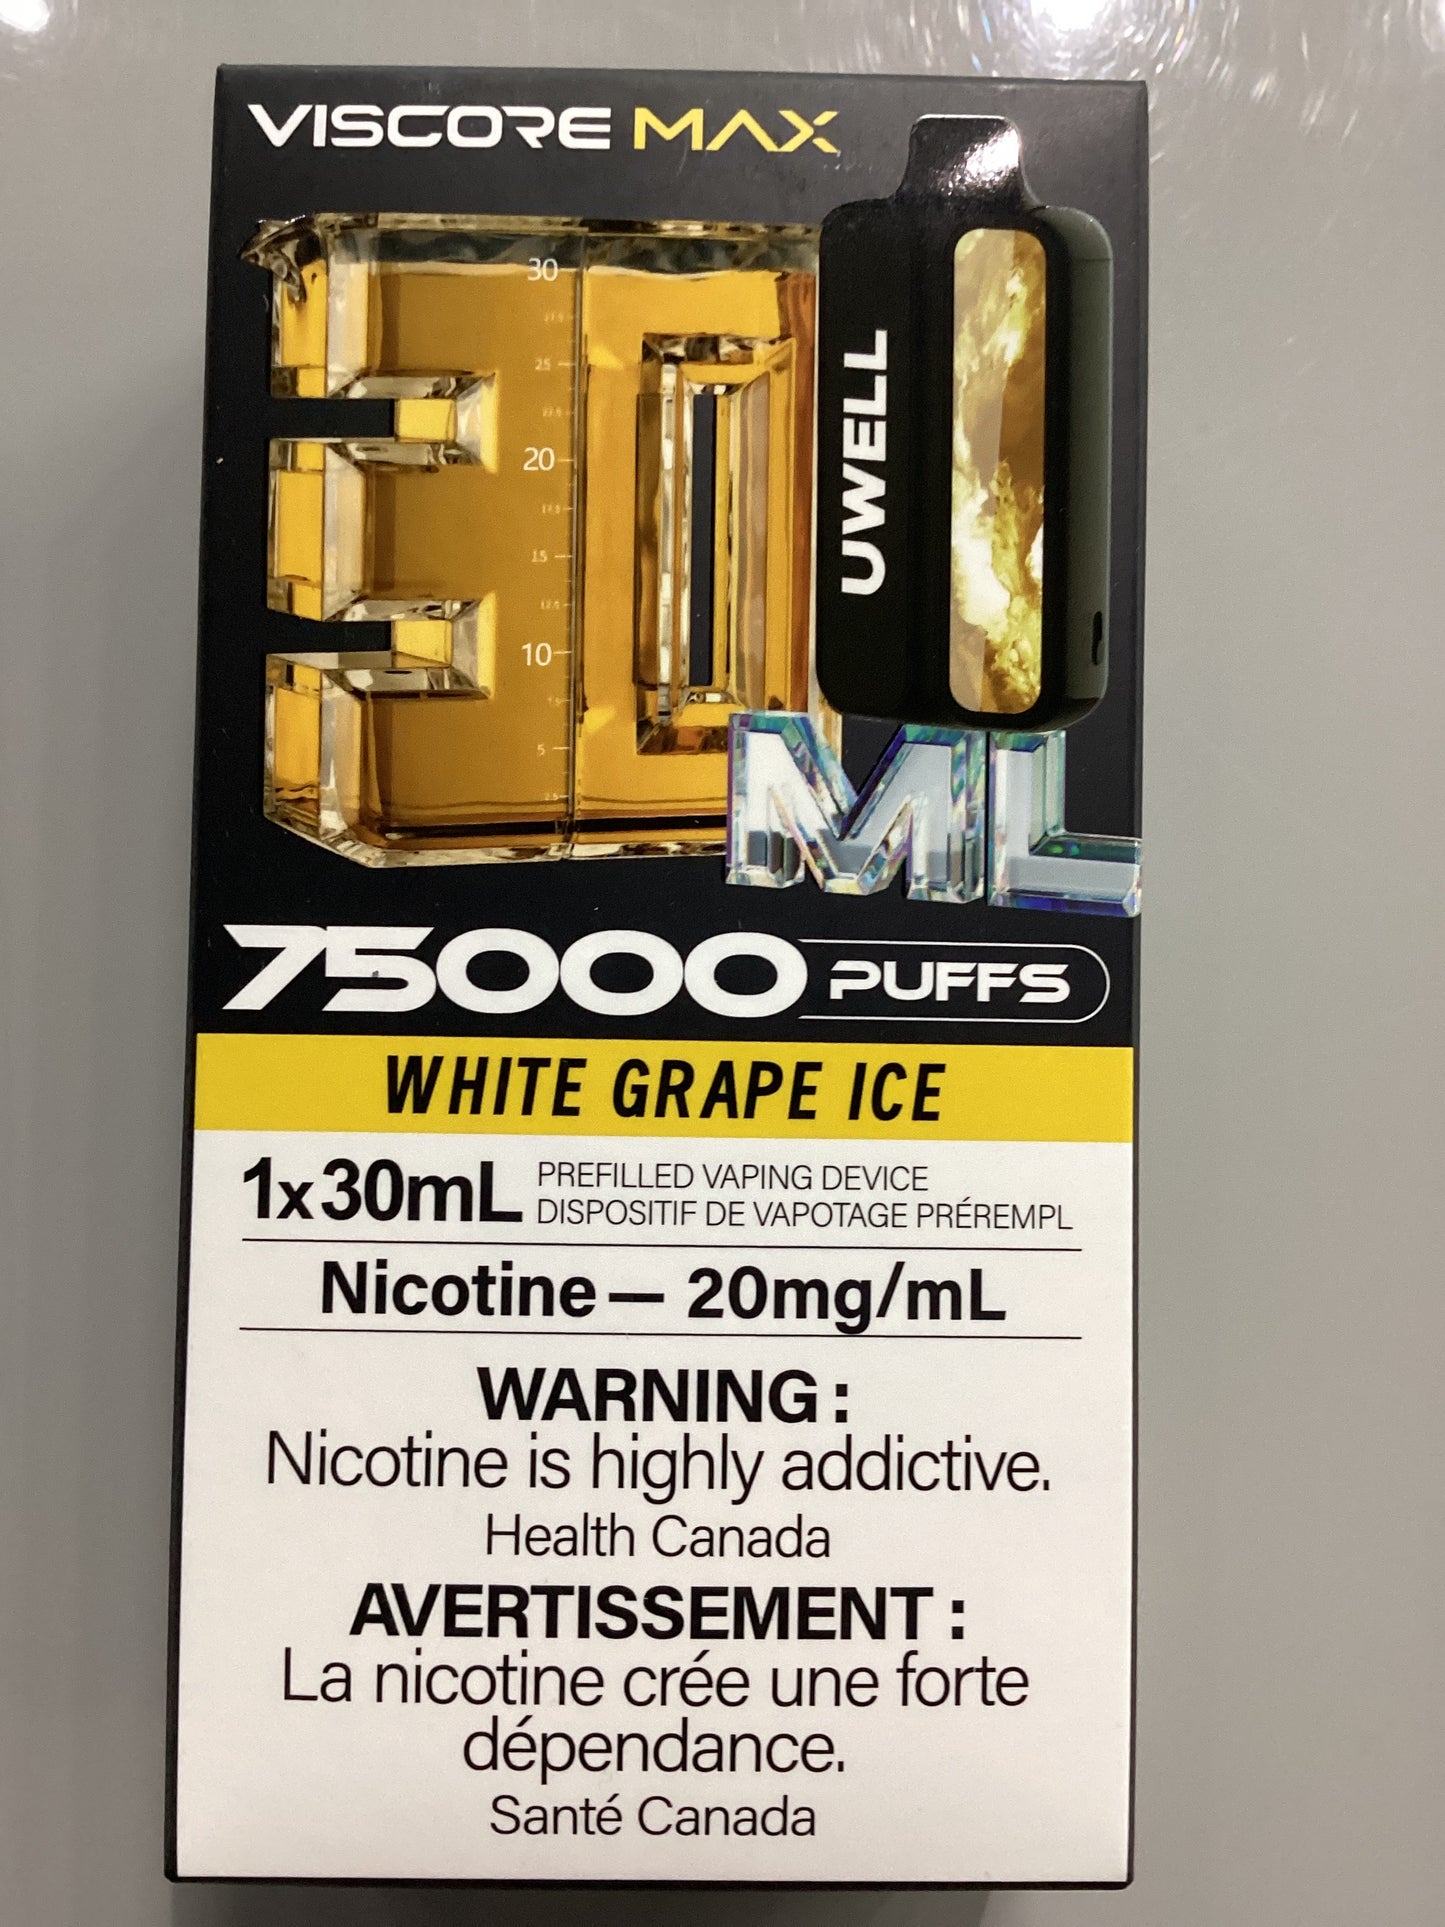 VISCORE MAX
30
25
20
15
10
5
UWELL
ML
75000 PUFFS
WHITE GRAPE ICE
1x30mL PREFILLED VAPING DEVICE
DISPOSITIF DE VAPOTAGE PRÉREMPL
Nicotine — 20mg/mL
WARNING :
Nicotine is highly addictive.
Health Canada
AVERTISSEMENT :
La nicotine crée une forte
dépendance.
Santé Canada